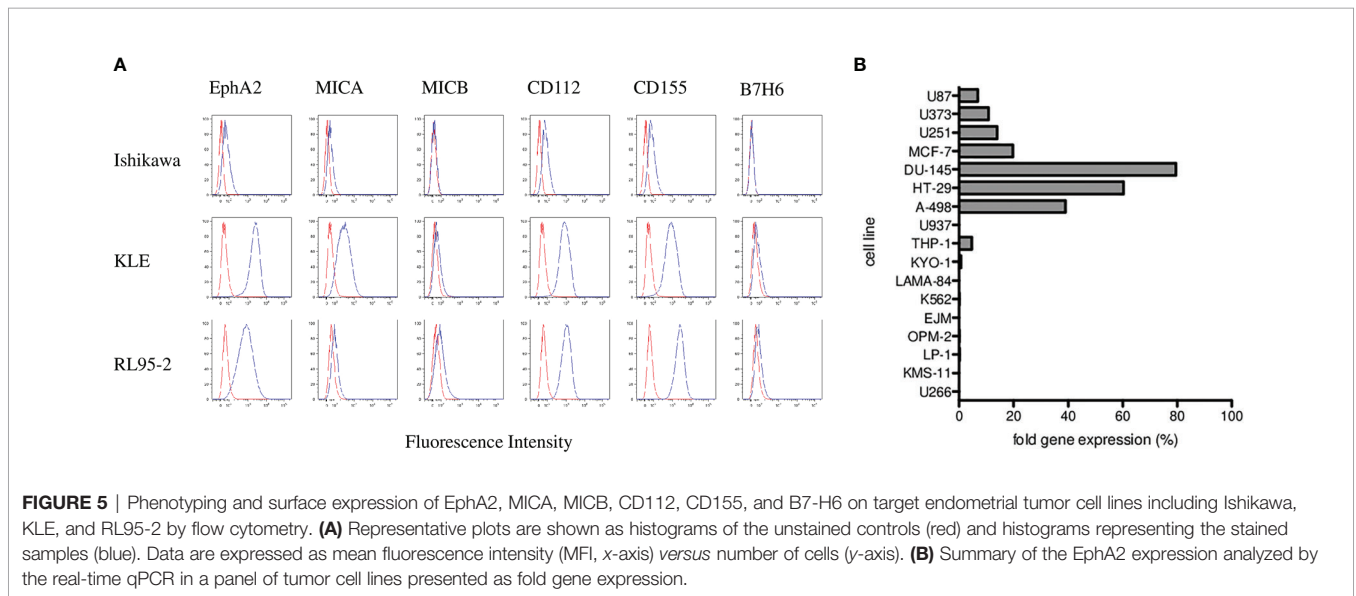 A
EphA2 MICA MICB CD112 CD155 B7H6
Ishikawa
KLE
RL95-2
Fluorescence Intensity
B
cell line
U87
U373
U251
MCF-7
DU-145
HT-29
A-498
U937
THP-1
KYO-1
LAMA-84
K562
EJM
OPM-2
LP-1
KMS-11
U266
0 20 40 60 80 100
fold gene expression (%)
FIGURE 5 | Phenotyping and surface expression of EphA2, MICA, MICB, CD112, CD155, and B7-H6 on target endometrial tumor cell lines including Ishikawa,
KLE, and RL95-2 by flow cytometry. (A) Representative plots are shown as histograms of the unstained controls (red) and histograms representing the stained
samples (blue). Data are expressed as mean fluorescence intensity (MFI, x-axis) versus number of cells (y-axis). (B) Summary of the EphA2 expression analyzed by
the real-time qPCR in a panel of tumor cell lines presented as fold gene expression.